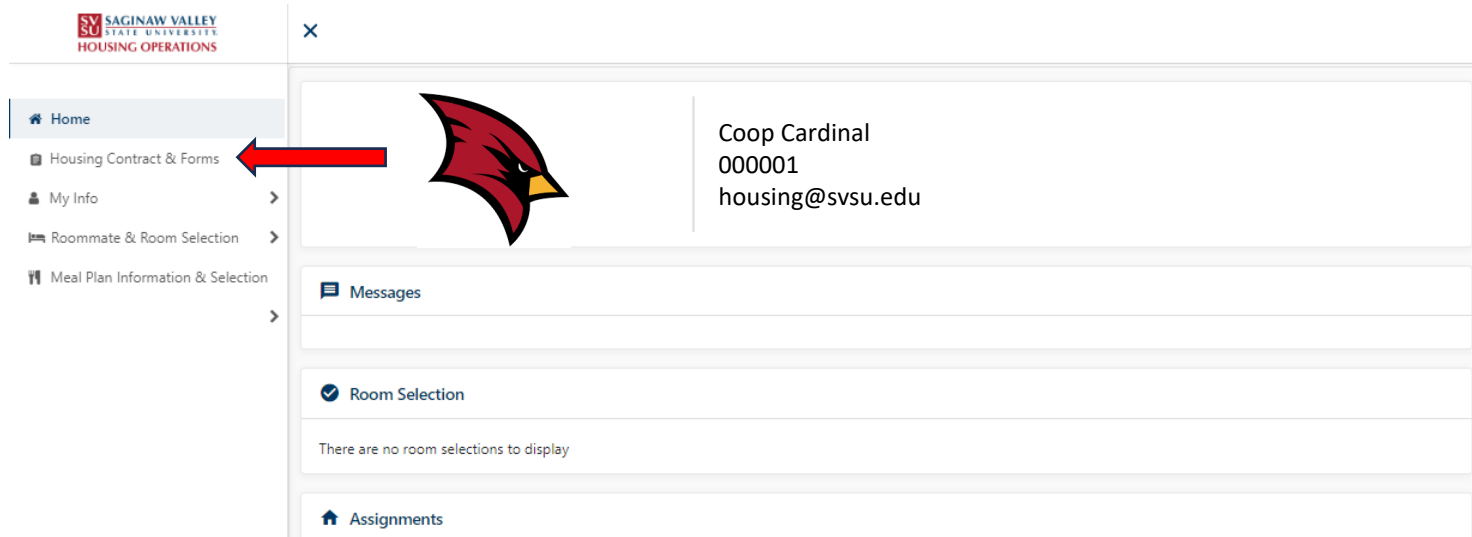 SV SAGINAW VALLEY
SU STATE UNIVERSITY.
HOUSING OPERATIONS
Home
Housing Contract & Forms
My Info
Roommate & Room Selection
Meal Plan Information & Selection
Coop Cardinal
000001
housing@svsu.edu
Messages
Room Selection
There are no room selections to display
Assignments